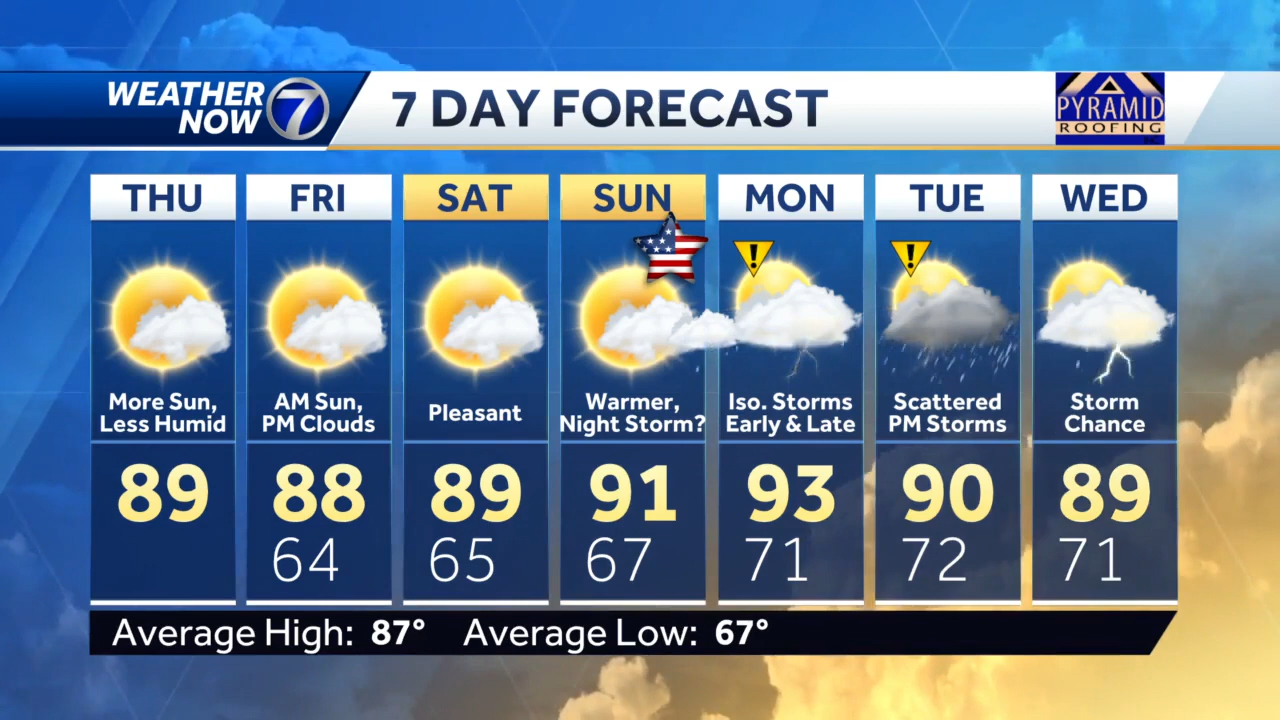 WEATHER
NOW 7
7 DAY FORECAST
PYRAMID
ROOFING
THU FRI SAT SUN MON TUE WED
! !
More Sun,
Less Humid
AM Sun,
PM Clouds
Pleasant
Warmer,
Night Storm?
Iso. Storms
Early & Late
Scattered
PM Storms
Storm
Chance
89 88 89 91 93 90 89
64 65 67 71 72 71
Average High: 87° Average Low: 67°